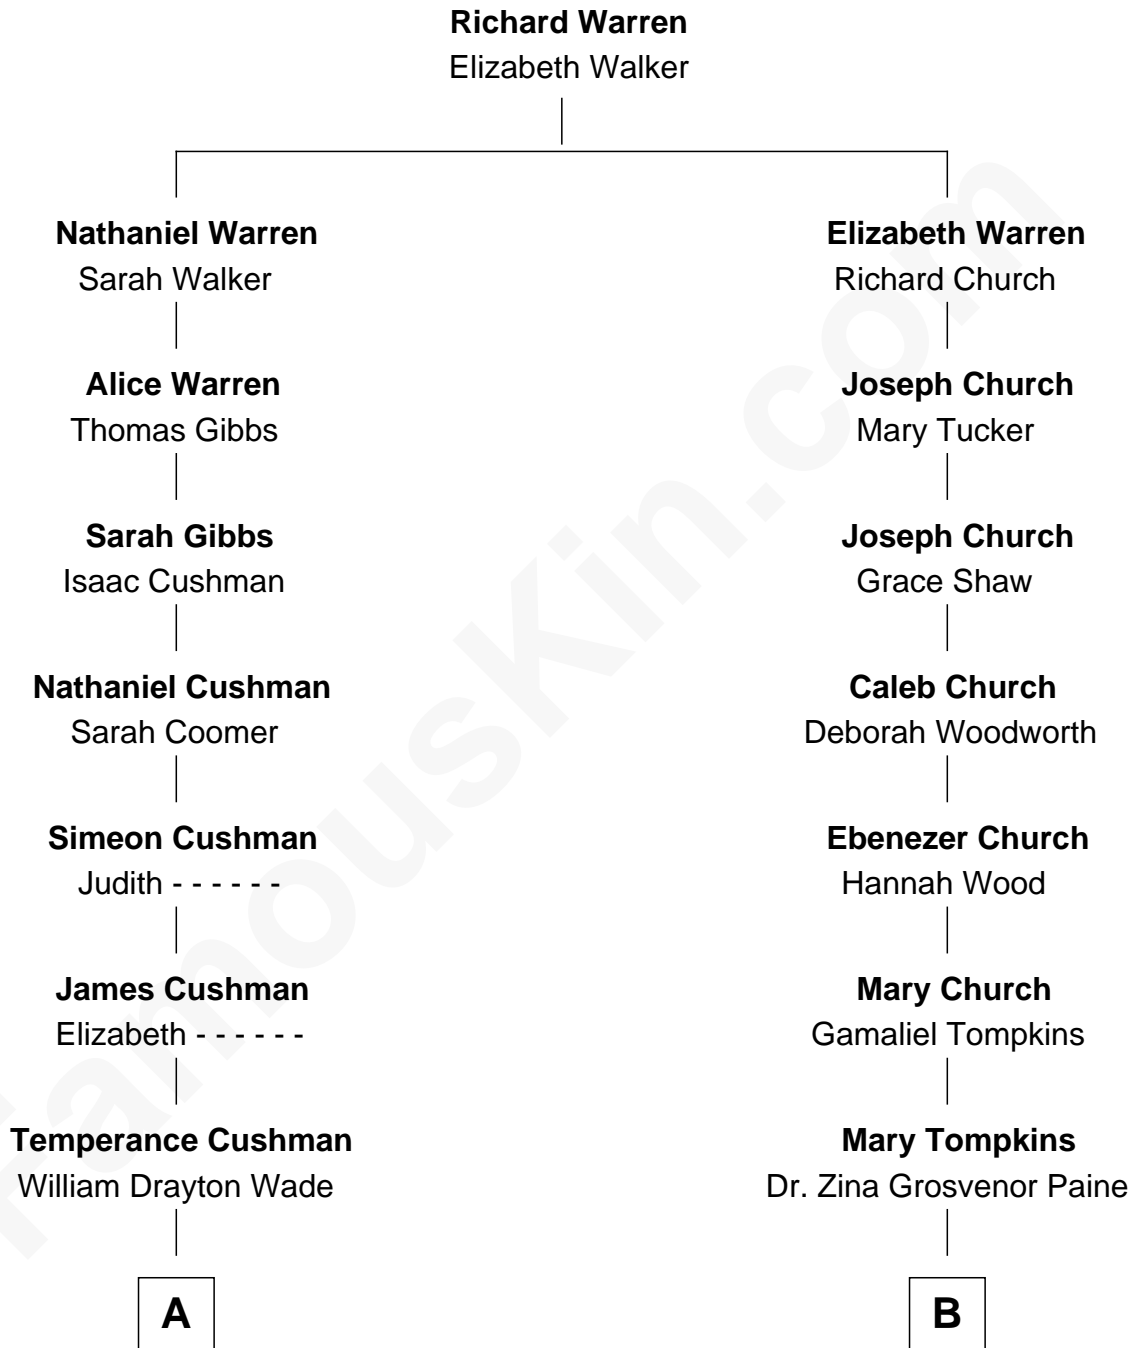 Richard Warren
Elizabeth Walker
Nathaniel Warren
Sarah Walker
Elizabeth Warren
Richard Church
Alice Warren
Thomas Gibbs
Joseph Church
Mary Tucker
Sarah Gibbs
Isaac Cushman
Joseph Church
Grace Shaw
Nathaniel Cushman
Sarah Coomer
Caleb Church
Deborah Woodworth
Simeon Cushman
Judith - - - - - -
Ebenezer Church
Hannah Wood
James Cushman
Elizabeth - - - - - -
Mary Church
Gamaliel Tompkins
Temperance Cushman
William Drayton Wade
Mary Tompkins
Dr. Zina Grosvenor Paine
A
B
FamousKin.com